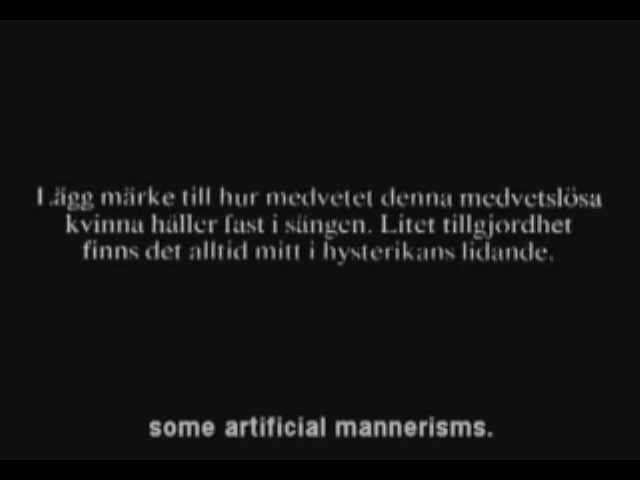 Lägg märke till hur medvetet denna medvetslösa
kvinna håller fast i sängen. Litet tillgjordhet
finns det alltid mitt i hysterikans lidande.
some artificial mannerisms.